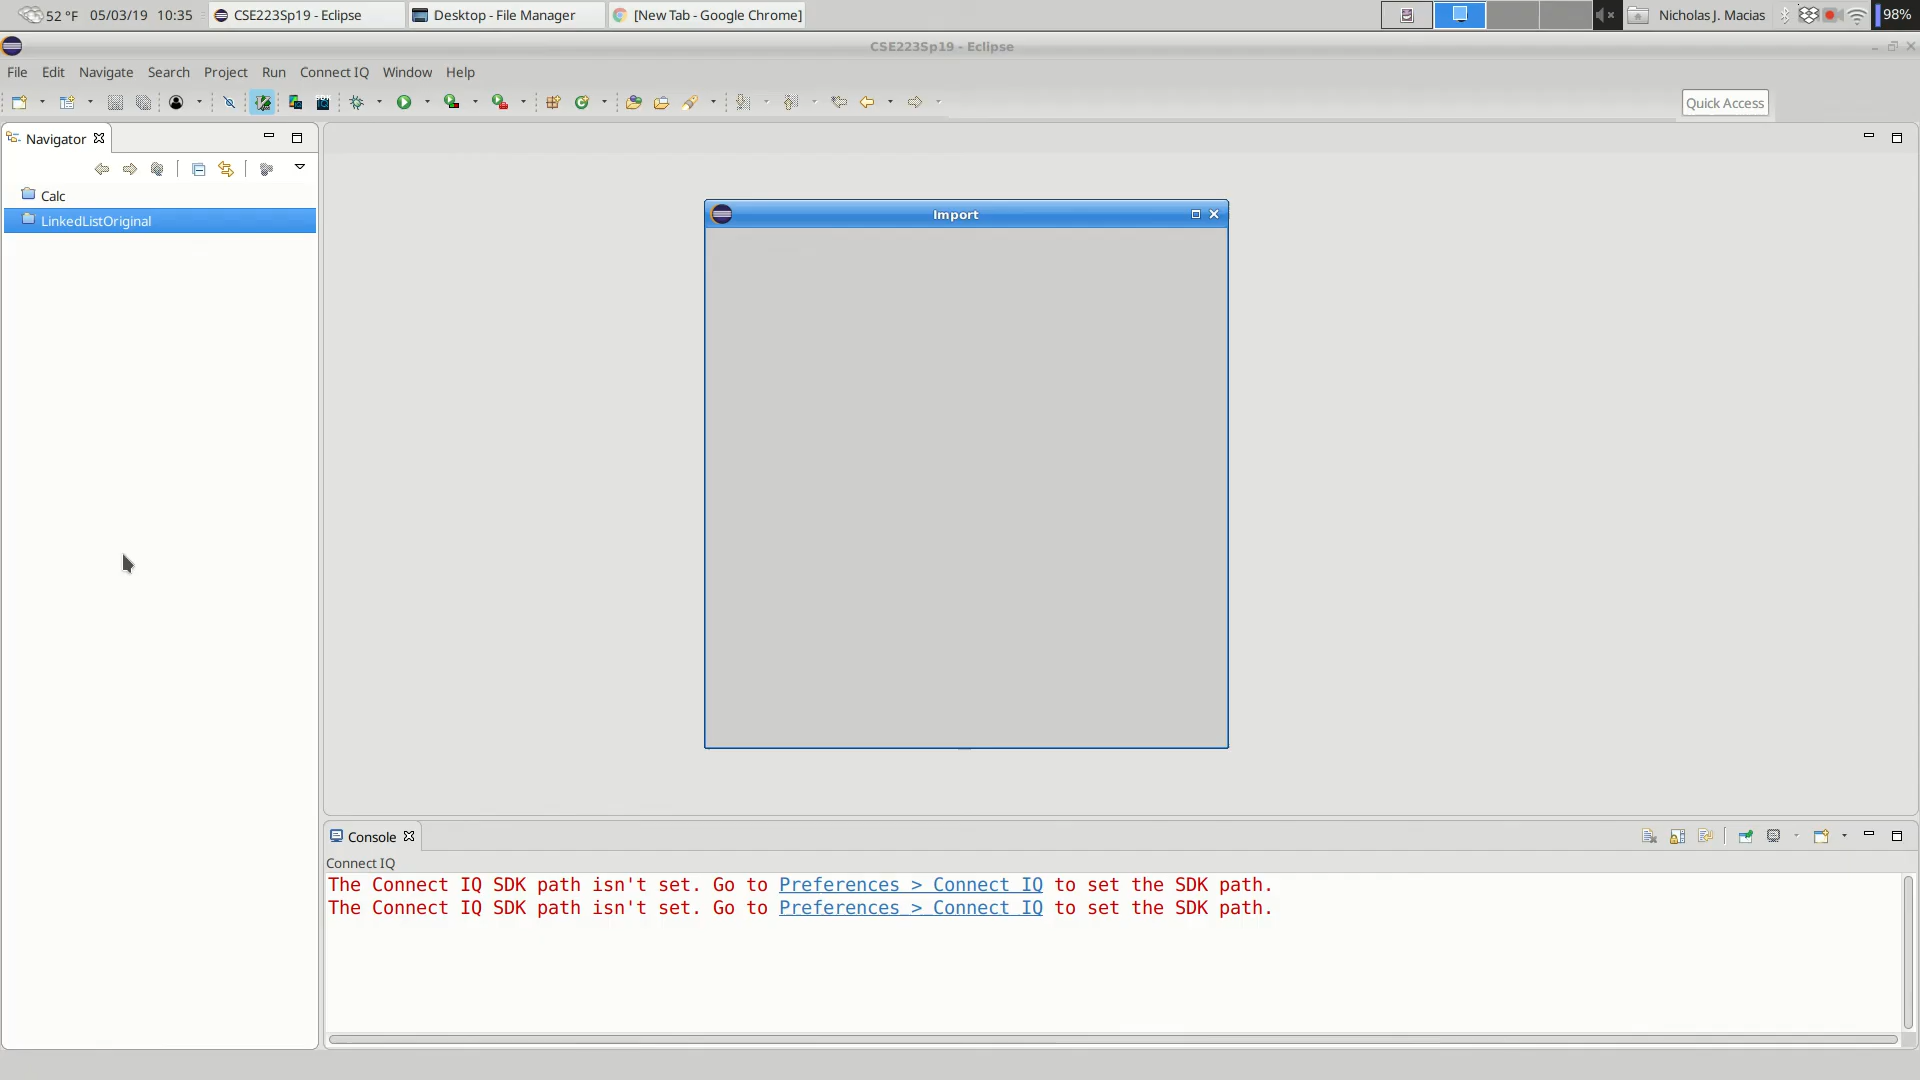 52 °F 05/03/19 10:35 CSE223Sp19 - Eclipse Desktop - File Manager [New Tab - Google Chrome] Nicholas J. Macias 98%
CSE223Sp19 - Eclipse
File Edit Navigate Search Project Run Connect IQ Window Help
Quick Access
Navigator
Calc
LinkedListOriginal
Import
Console
Connect IQ
The Connect IQ SDK path isn't set. Go to Preferences > Connect IQ to set the SDK path.
The Connect IQ SDK path isn't set. Go to Preferences > Connect IQ to set the SDK path.